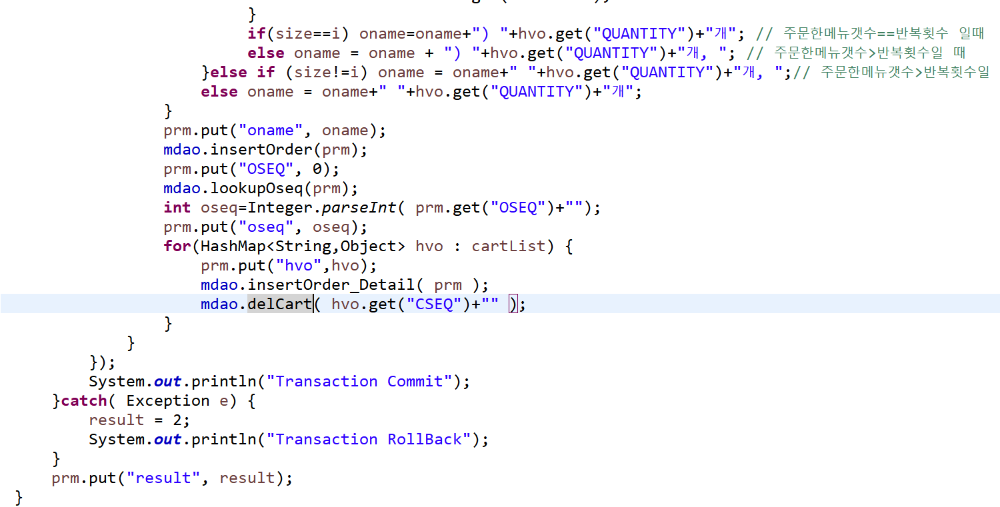 }
if(size==i) oname=oname+") "+hvo.get("QUANTITY")+"개"; // 주문한메뉴갯수==반복횟수 일때
else oname = oname + ") "+hvo.get("QUANTITY")+"개, "; // 주문한메뉴갯수>반복횟수일 때
}else if (size!=i) oname = oname+" "+hvo.get("QUANTITY")+"개, ";// 주문한메뉴갯수>반복횟수일
else oname = oname+" "+hvo.get("QUANTITY")+"개";
}
prm.put("oname", oname);
mdao.insertOrder(prm);
prm.put("OSEQ", 0);
mdao.lookupOseq(prm);
int oseq=Integer.parseInt( prm.get("OSEQ")+"");
prm.put("oseq", oseq);
for(HashMap<String,Object> hvo : cartList) {
prm.put("hvo",hvo);
mdao.insertOrder_Detail( prm );
mdao.delCart( hvo.get("CSEQ")+"" );
}
}
});
System.out.println("Transaction Commit");
}catch( Exception e) {
result = 2;
System.out.println("Transaction RollBack");
}
prm.put("result", result);
}